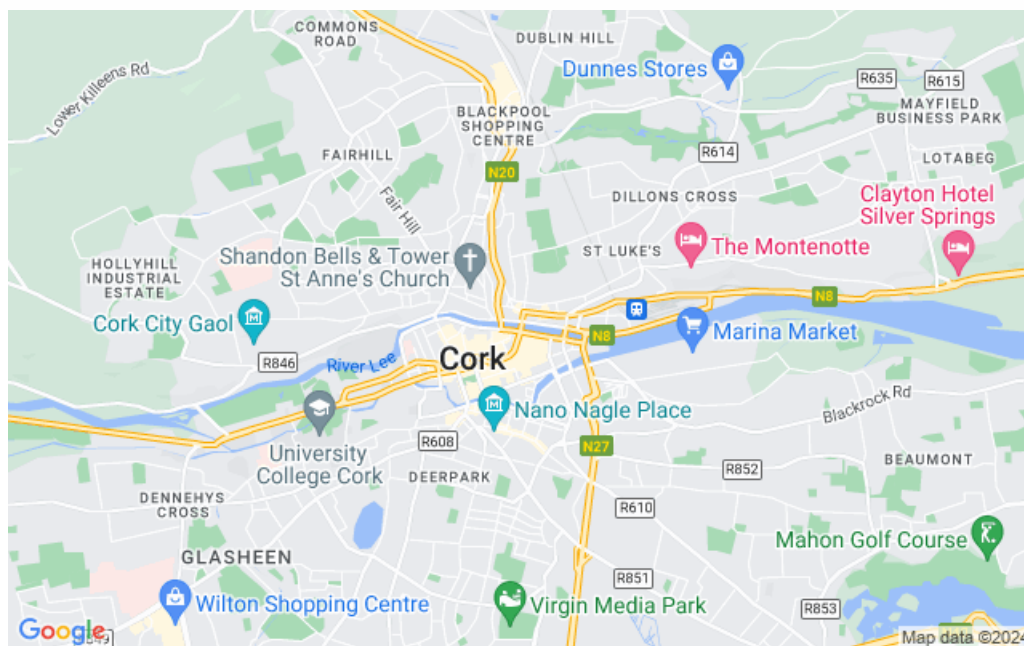 COMMONS
ROAD
DUBLIN HILL
Dunnes Stores
R635
R615
Lower Killeens Rd
MAYFIELD
BUSINESS PARK
BLACKPOOL
SHOPPING
CENTRE
R614
FAIRHILL
LOTABEG
N20
Fair Hill
DILLONS CROSS
Clayton Hotel
Silver Springs
ST LUKE'S
The Montenotte
Shandon Bells & Tower
St Anne's Church
HOLLYHILL
INDUSTRIAL
ESTATE
N8
Cork City Gaol
N8
Marina Market
R846
River Lee
Cork
Blackrock Rd
Nano Nagle Place
R608
N27
University
College Cork
DEERPARK
R852
BEAUMONT
DENNEHYS
CROSS
R610
GLASHEEN
Mahon Golf Course
R851
Wilton Shopping Centre
Virgin Media Park
R853
Google
Map data ©2024